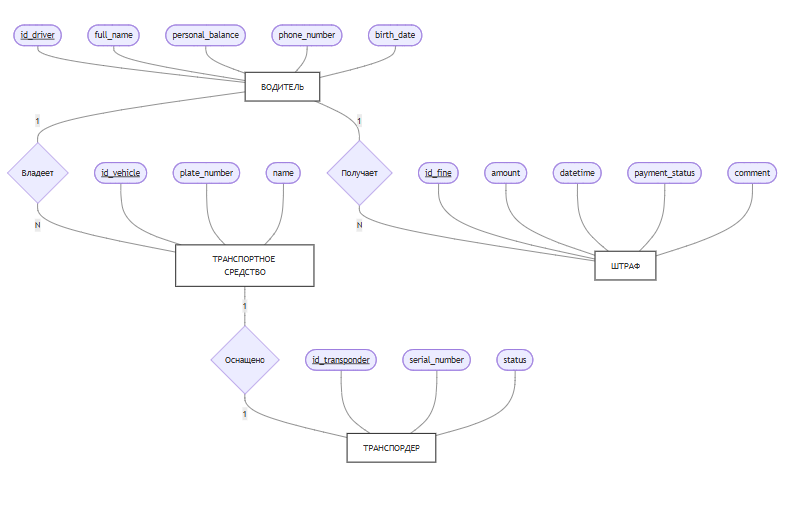 id_driver
full_name
personal_balance
phone_number
birth_date
ВОДИТЕЛЬ
1
1
Владеет
id_vehicle
plate_number
name
Получает
id_fine
amount
datetime
payment_status
comment
N
N
ТРАНСПОРТНОЕ
СРЕДСТВО
ШТРАФ
1
Оснащено
id_transponder
serial_number
status
1
ТРАНСПОРДЕР